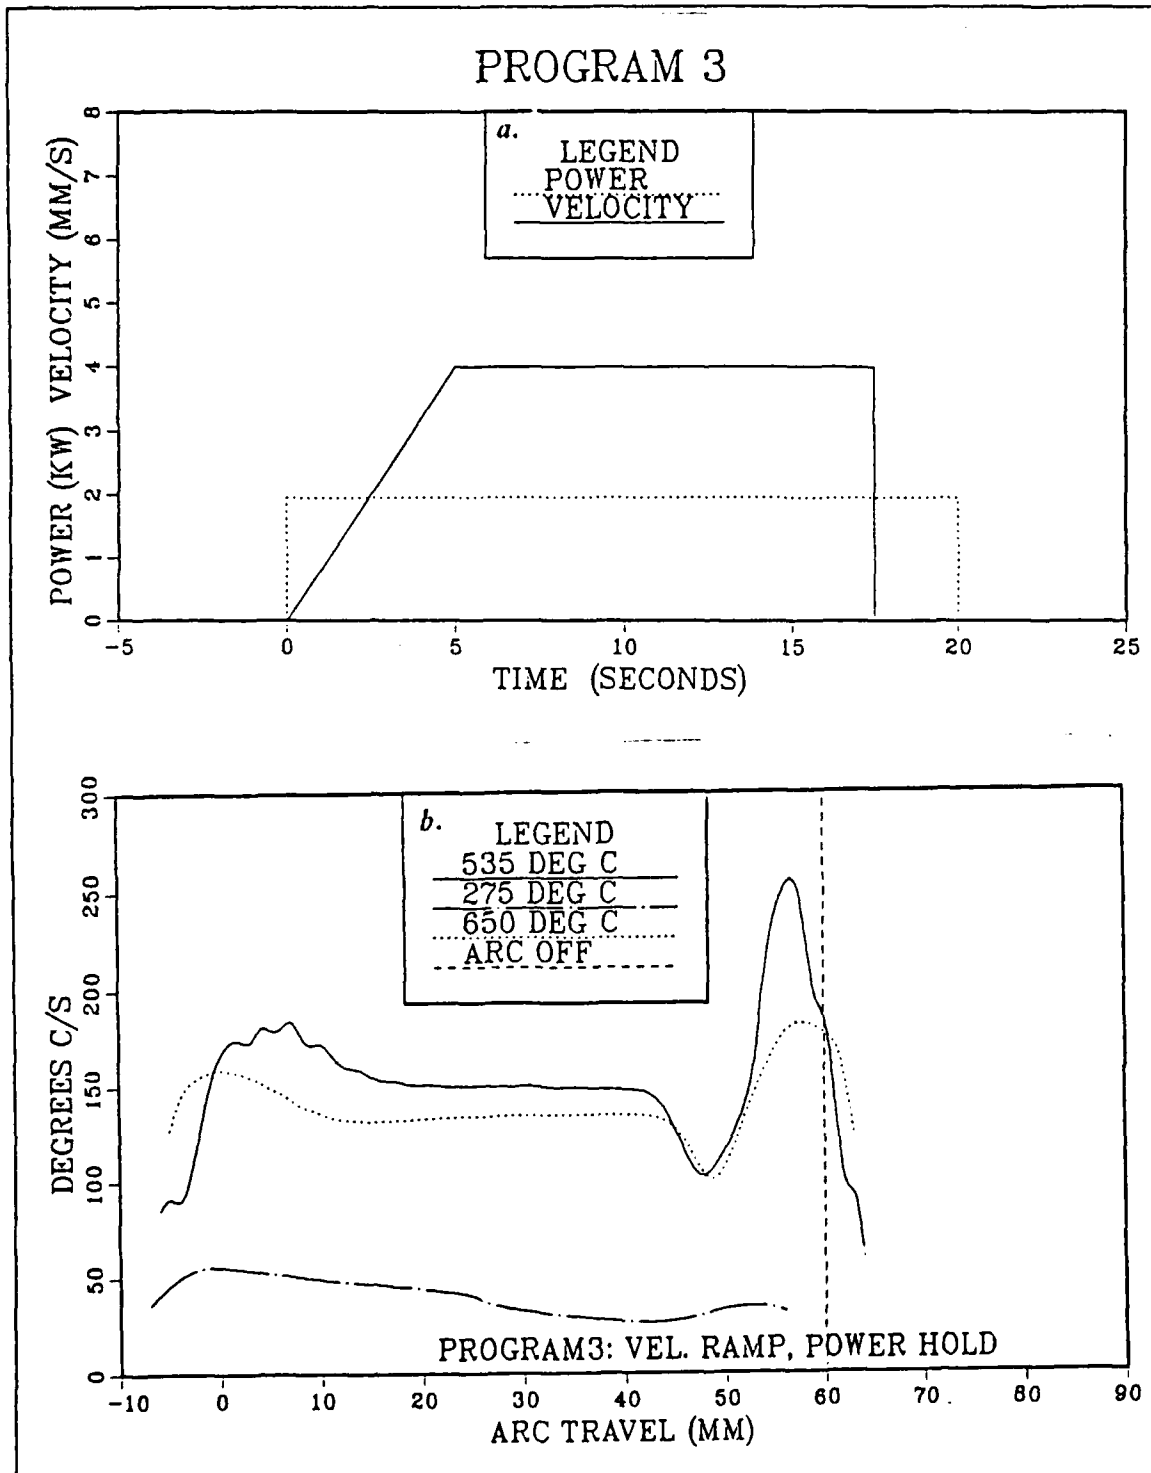 PROGRAM 3
a.
LEGEND
POWER
VELOCITY
POWER (KW) VELOCITY (MM/S)
8
7
6
5
4
3
2
1
0
-5 0 5 10 15 20 25
TIME (SECONDS)
b.
LEGEND
535 DEG C
275 DEG C
650 DEG C
ARC OFF
DEGREES C/S
300
250
200
150
100
50
0
PROGRAM3: VEL. RAMP, POWER HOLD
-10 0 10 20 30 40 50 60 70 80 90
ARC TRAVEL (MM)